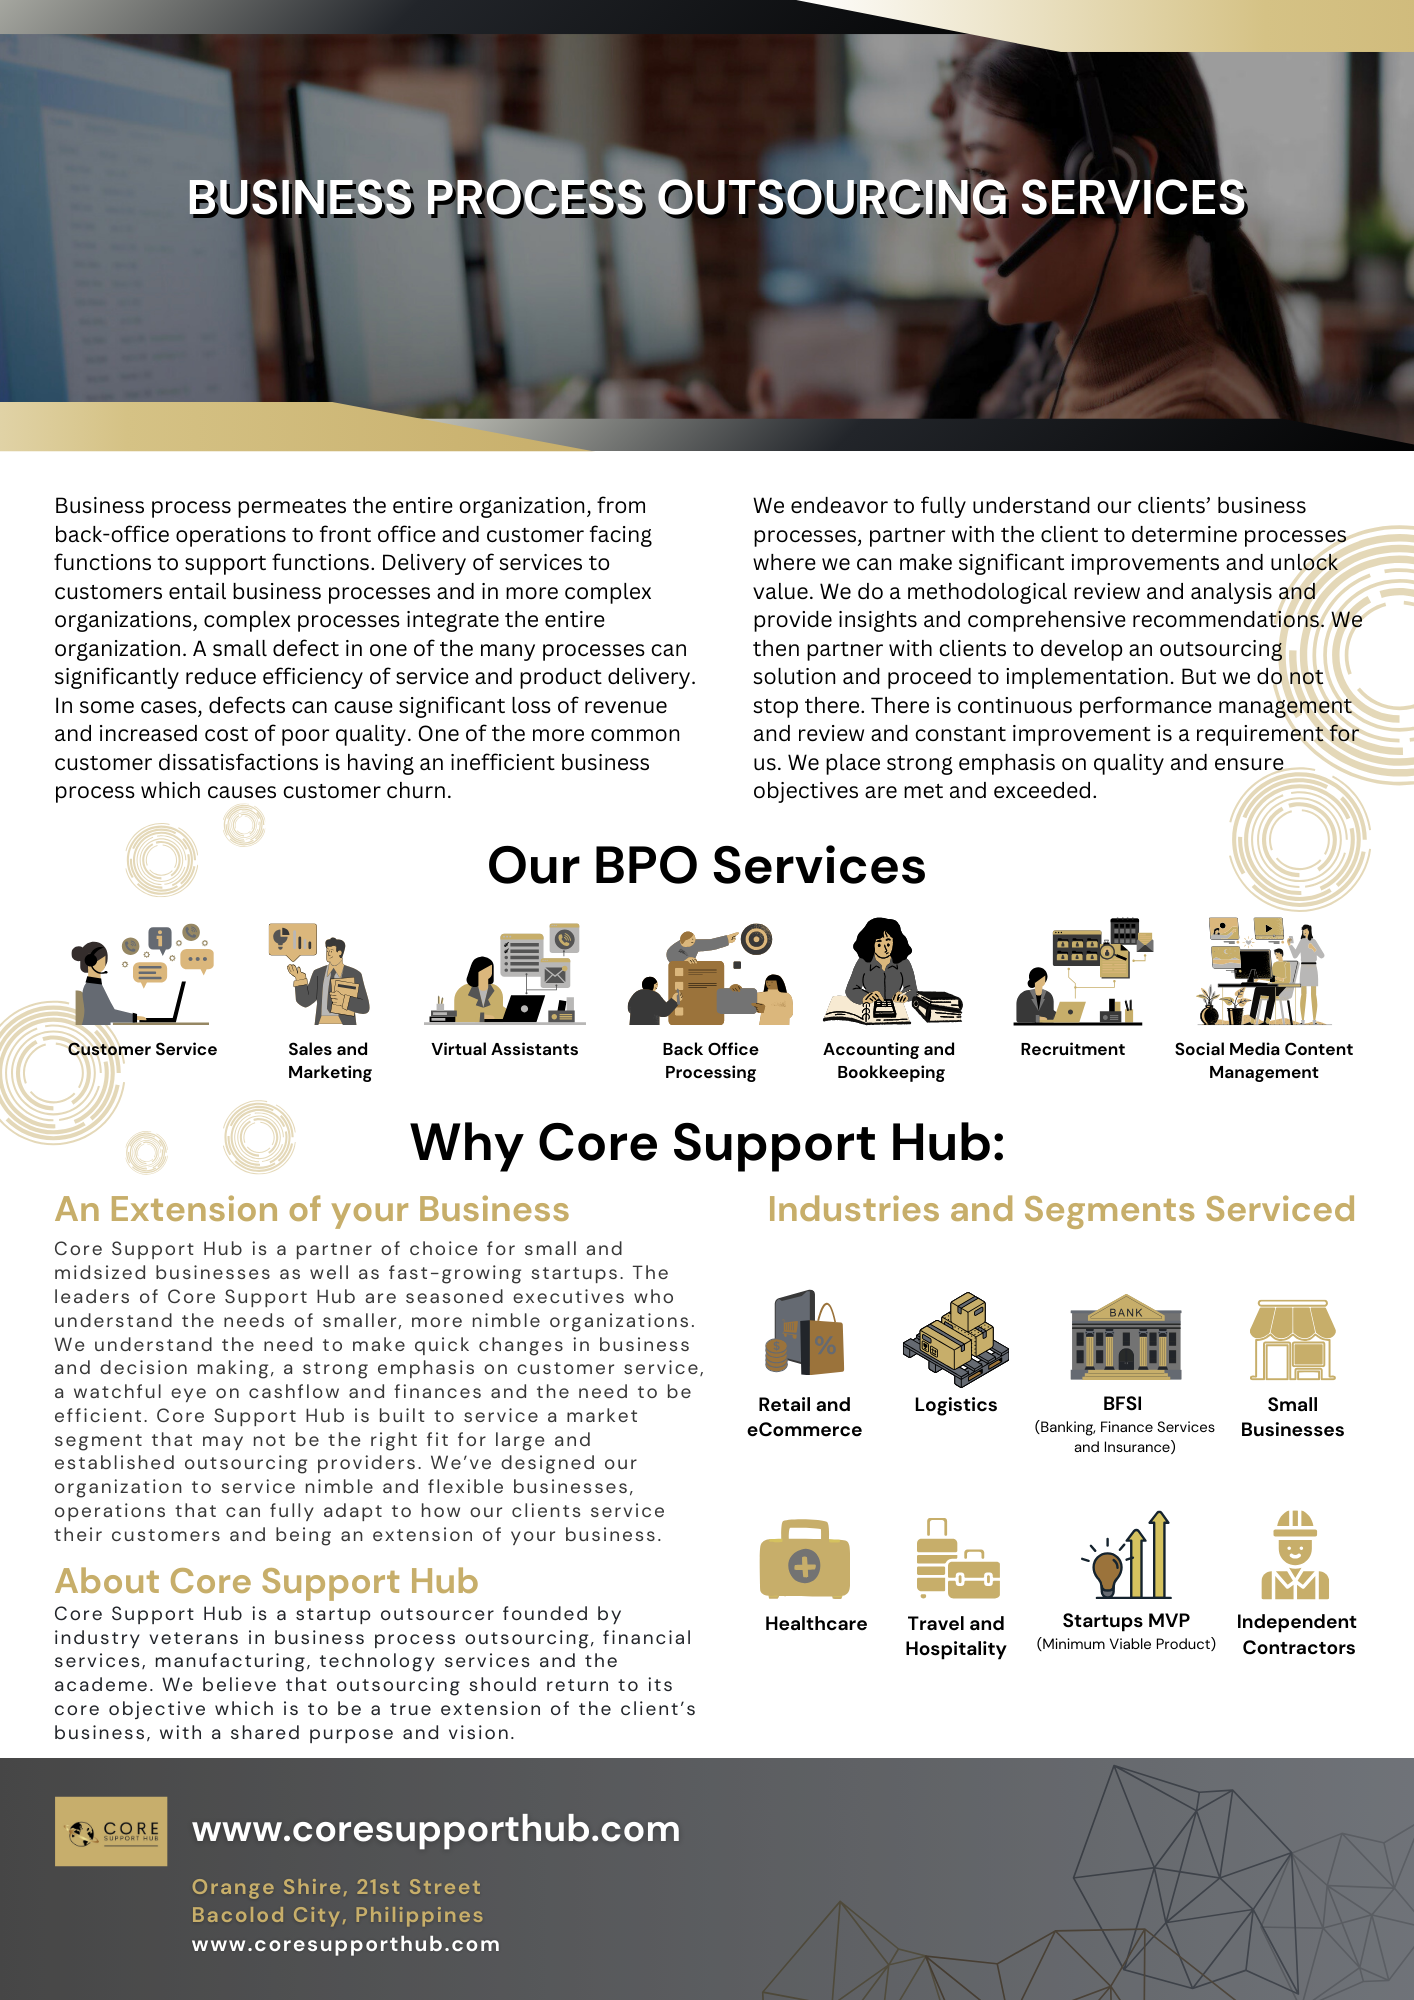 BUSINESS PROCESS OUTSOURCING SERVICES
Business process permeates the entire organization, from
back-office operations to front office and customer facing
functions to support functions. Delivery of services to
customers entail business processes and in more complex
organizations, complex processes integrate the entire
organization. A small defect in one of the many processes can
significantly reduce efficiency of service and product delivery.
In some cases, defects can cause significant loss of revenue
and increased cost of poor quality. One of the more common
customer dissatisfactions is having an inefficient business
process which causes customer churn.
We endeavor to fully understand our clients’ business
processes, partner with the client to determine processes
where we can make significant improvements and unlock
value. We do a methodological review and analysis and
provide insights and comprehensive recommendations. We
then partner with clients to develop an outsourcing
solution and proceed to implementation. But we do not
stop there. There is continuous performance management
and review and constant improvement is a requirement for
us. We place strong emphasis on quality and ensure
objectives are met and exceeded.
Our BPO Services
Customer Service
Sales and
Marketing
Virtual Assistants
Back Office
Processing
Accounting and
Bookkeeping
Recruitment
Social Media Content
Management
Why Core Support Hub:
An Extension of your Business
Core Support Hub is a partner of choice for small and
midsized businesses as well as fast-growing startups. The
leaders of Core Support Hub are seasoned executives who
understand the needs of smaller, more nimble organizations.
We understand the need to make quick changes in business
and decision making, a strong emphasis on customer service,
a watchful eye on cashflow and finances and the need to be
efficient. Core Support Hub is built to service a market
segment that may not be the right fit for large and
established outsourcing providers. We’ve designed our
organization to service nimble and flexible businesses,
operations that can fully adapt to how our clients service
their customers and being an extension of your business.
About Core Support Hub
Core Support Hub is a startup outsourcer founded by
industry veterans in business process outsourcing, financial
services, manufacturing, technology services and the
academe. We believe that outsourcing should return to its
core objective which is to be a true extension of the client’s
business, with a shared purpose and vision.
Industries and Segments Serviced
%
$
BANK
Retail and
eCommerce
Logistics
BFSI
(Banking, Finance Services
and Insurance)
Small
Businesses
Healthcare
Travel and
Hospitality
Startups MVP
(Minimum Viable Product)
Independent
Contractors
CORE
SUPPORT HUB
www.coresupporthub.com
Orange Shire, 21st Street
Bacolod City, Philippines
www.coresupporthub.com